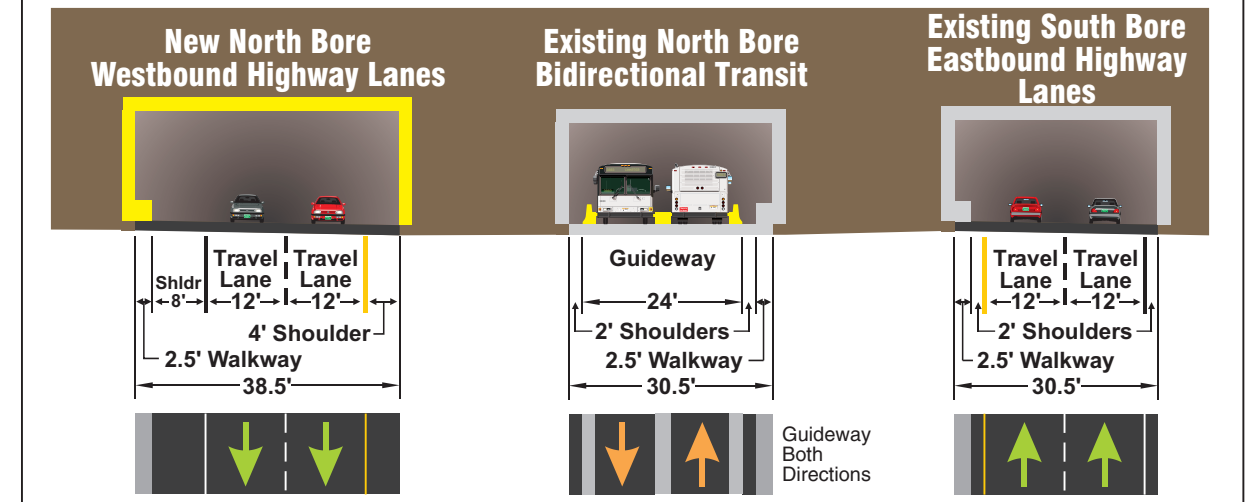 New North Bore
Westbound Highway Lanes
Shldr
8'
Travel
Lane
12'
Travel
Lane
12'
4' Shoulder
2.5' Walkway
38.5'
Existing North Bore
Bidirectional Transit
Guideway
24'
2' Shoulders
2.5' Walkway
30.5'
Guideway
Both
Directions
Existing South Bore
Eastbound Highway
Lanes
Travel
Lane
12'
Travel
Lane
12'
2' Shoulders
2.5' Walkway
30.5'